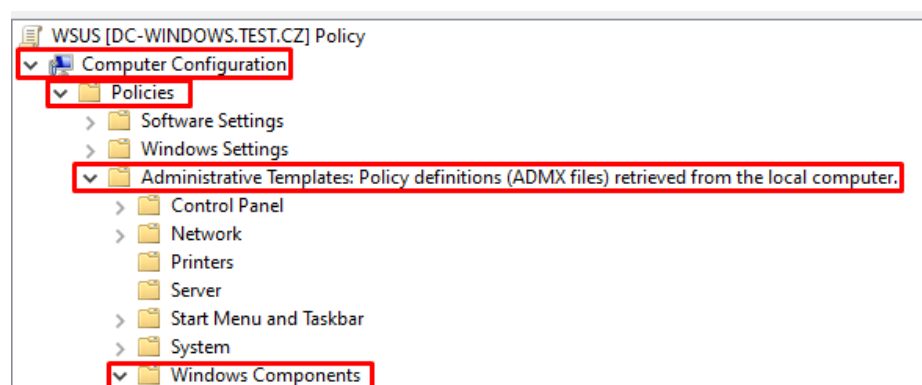 WSUS [DC-WINDOWS.TEST.CZ] Policy
Computer Configuration
Policies
Software Settings
Windows Settings
Administrative Templates: Policy definitions (ADMX files) retrieved from the local computer.
Control Panel
Network
Printers
Server
Start Menu and Taskbar
System
Windows Components